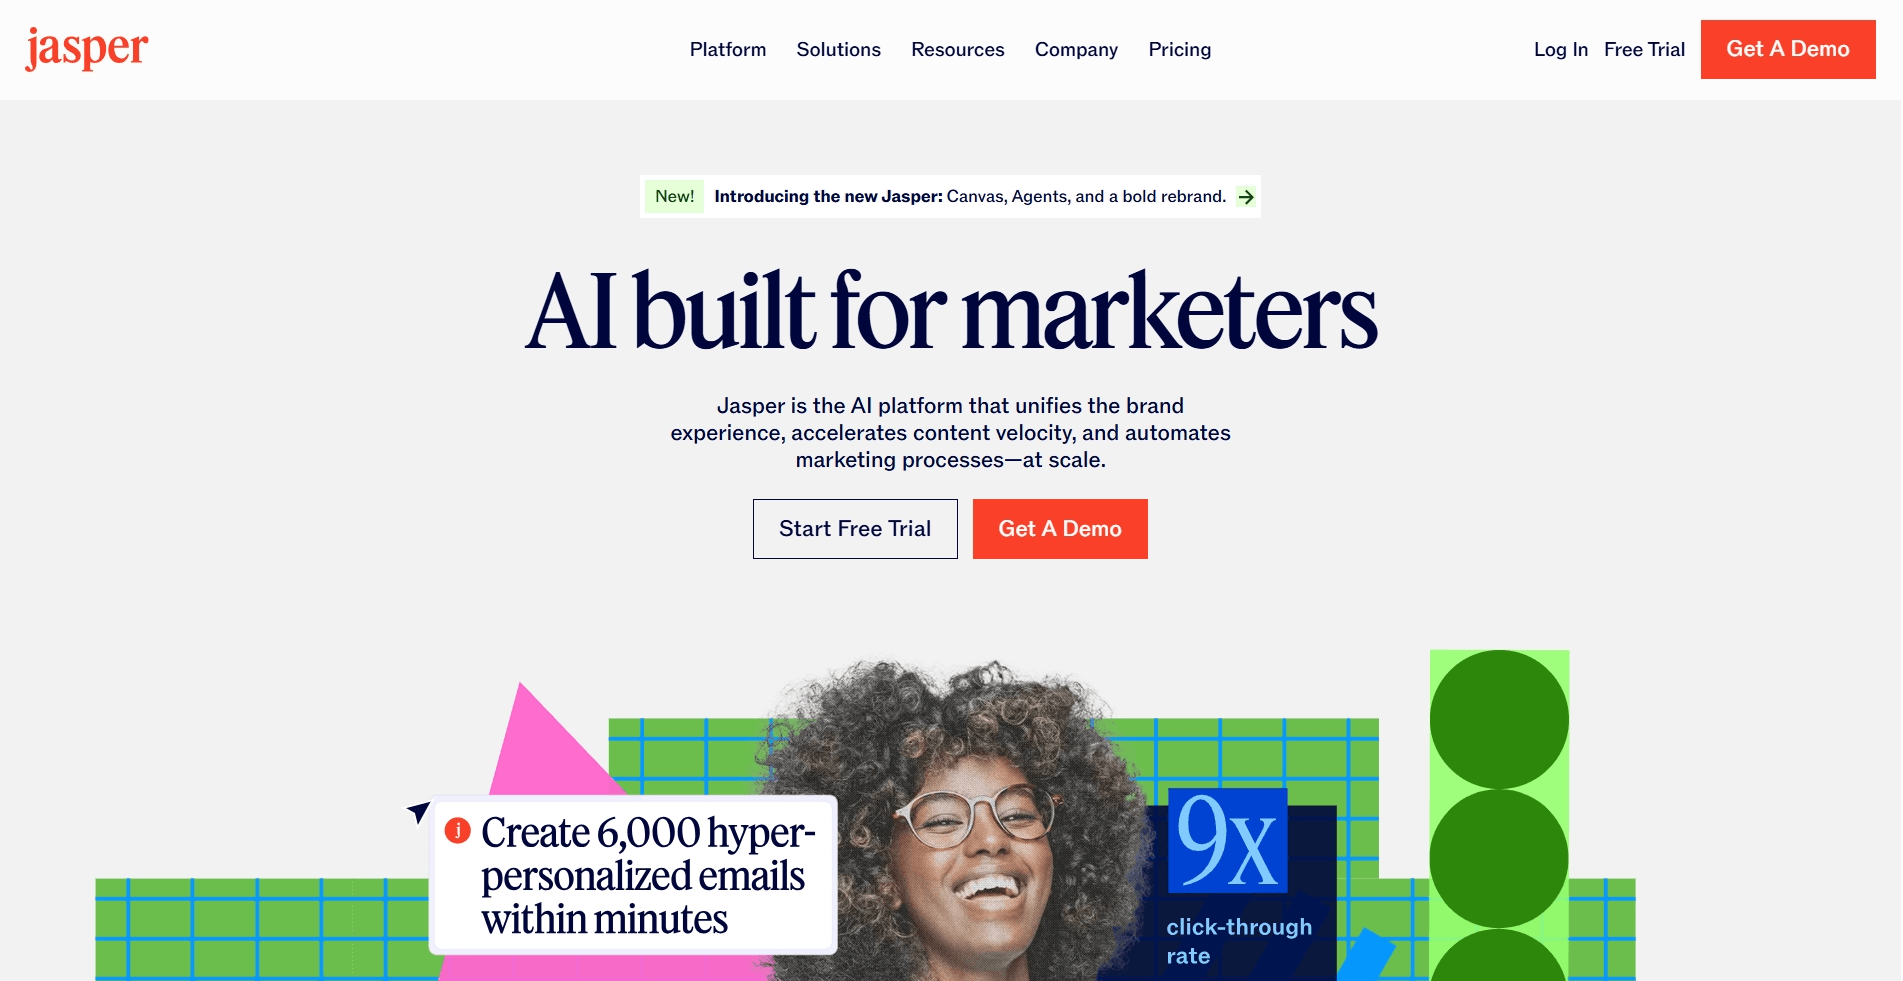 jasper
Platform Solutions Resources Company Pricing
Log In Free Trial Get A Demo
New! Introducing the new Jasper: Canvas, Agents, and a bold rebrand.
AI built for marketers
Jasper is the AI platform that unifies the brand
experience, accelerates content velocity, and automates
marketing processes—at scale.
Start Free Trial Get A Demo
j Create 6,000 hyper-
personalized emails
within minutes
9x
click-through
rate